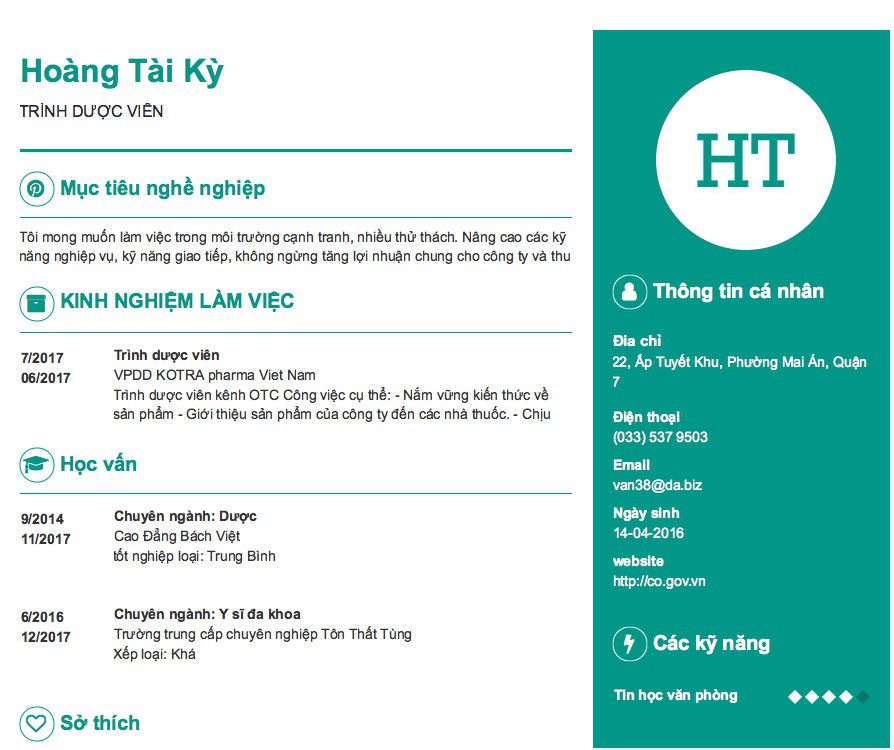 Hoàng Tài Kỳ
TRÌNH DƯỢC VIÊN
Mục tiêu nghề nghiệp
Tôi mong muốn làm việc trong môi trường cạnh tranh, nhiều thử thách. Nâng cao các kỹ
năng nghiệp vụ, kỹ năng giao tiếp, không ngừng tăng lợi nhuận chung cho công ty và thu
KINH NGHIỆM LÀM VIỆC
7/2017
06/2017
Trình dược viên
VPDD KOTRA pharma Viet Nam
Trình dược viên kênh OTC Công việc cụ thể: - Nắm vững kiến thức về
sản phẩm - Giới thiệu sản phẩm của công ty đến các nhà thuốc. - Chịu
Học vấn
9/2014
11/2017
Chuyên ngành: Dược
Cao Đẳng Bách Việt
tốt nghiệp loại: Trung Bình
6/2016
12/2017
Chuyên ngành: Y sĩ đa khoa
Trường trung cấp chuyên nghiệp Tôn Thất Tùng
Xếp loại: Khá
Sở thích
HT
Thông tin cá nhân
Địa chỉ
22, Ấp Tuyết Khu, Phường Mai Án, Quận
7
Điện thoại
(033) 537 9503
Email
van38@da.biz
Ngày sinh
14-04-2016
website
http://co.gov.vn
Các kỹ năng
Tin học văn phòng